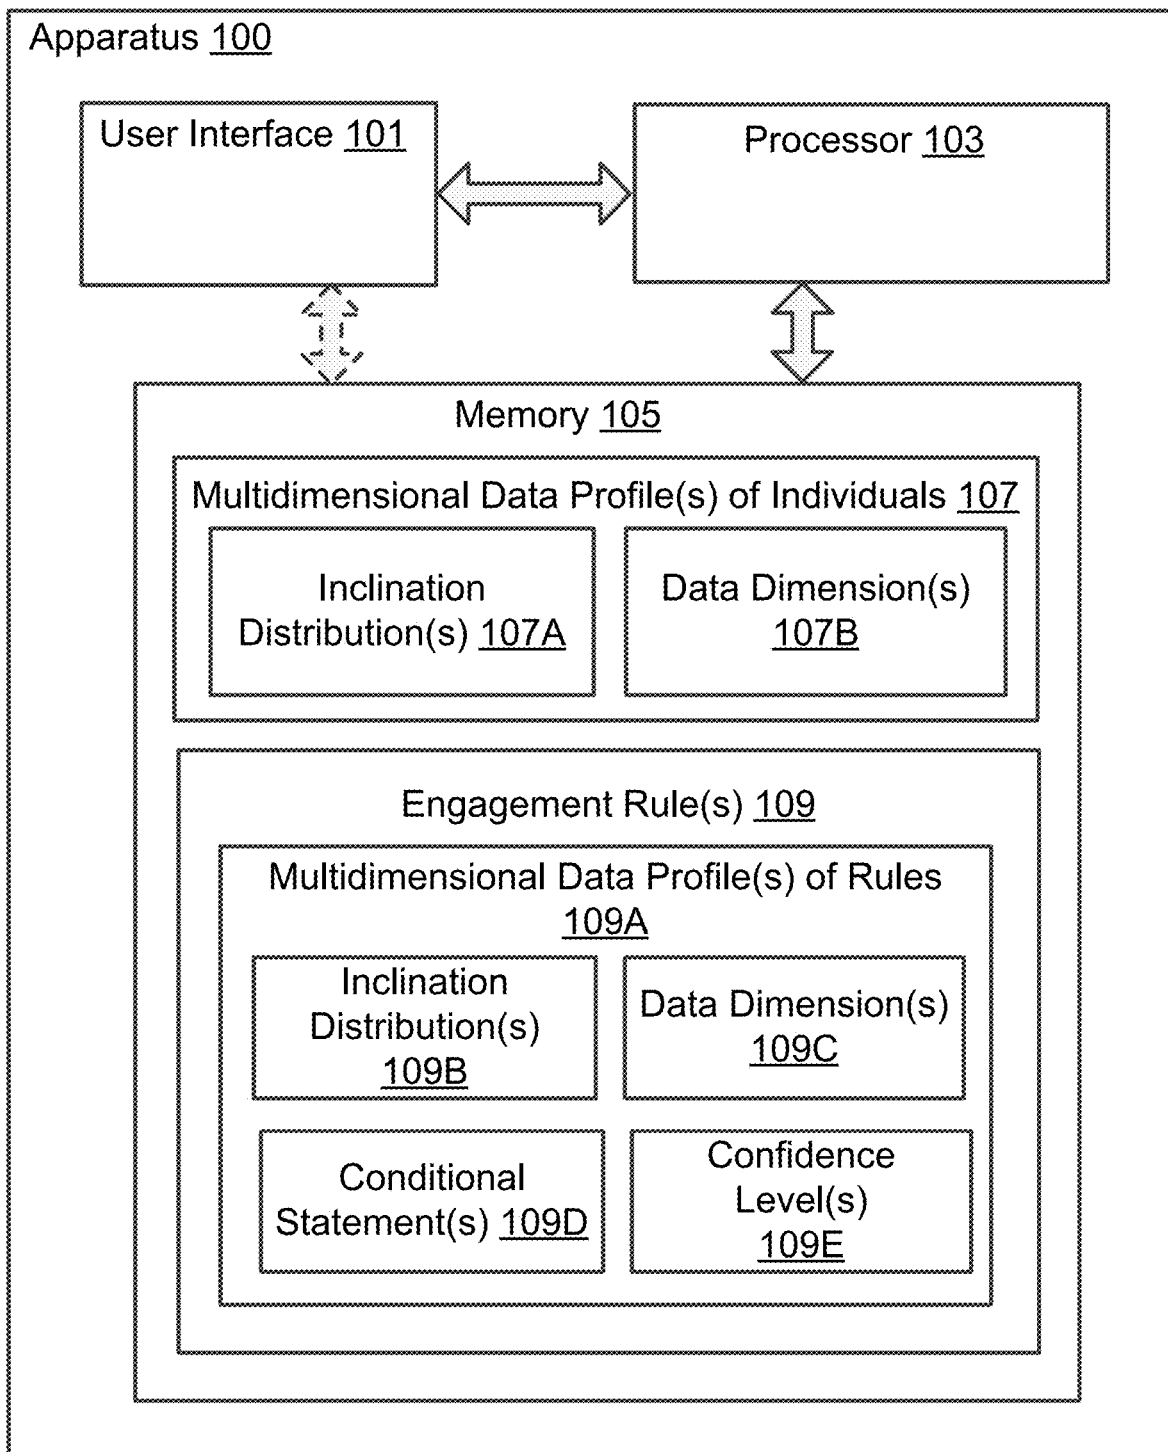 Apparatus 100
User Interface 101
Processor 103
Memory 105
Multidimensional Data Profile(s) of Individuals 107
Inclination
Distribution(s) 107A
Data Dimension(s)
107B
Engagement Rule(s) 109
Multidimensional Data Profile(s) of Rules
109A
Inclination
Distribution(s)
109B
Data Dimension(s)
109C
Conditional
Statement(s) 109D
Confidence
Level(s)
109E